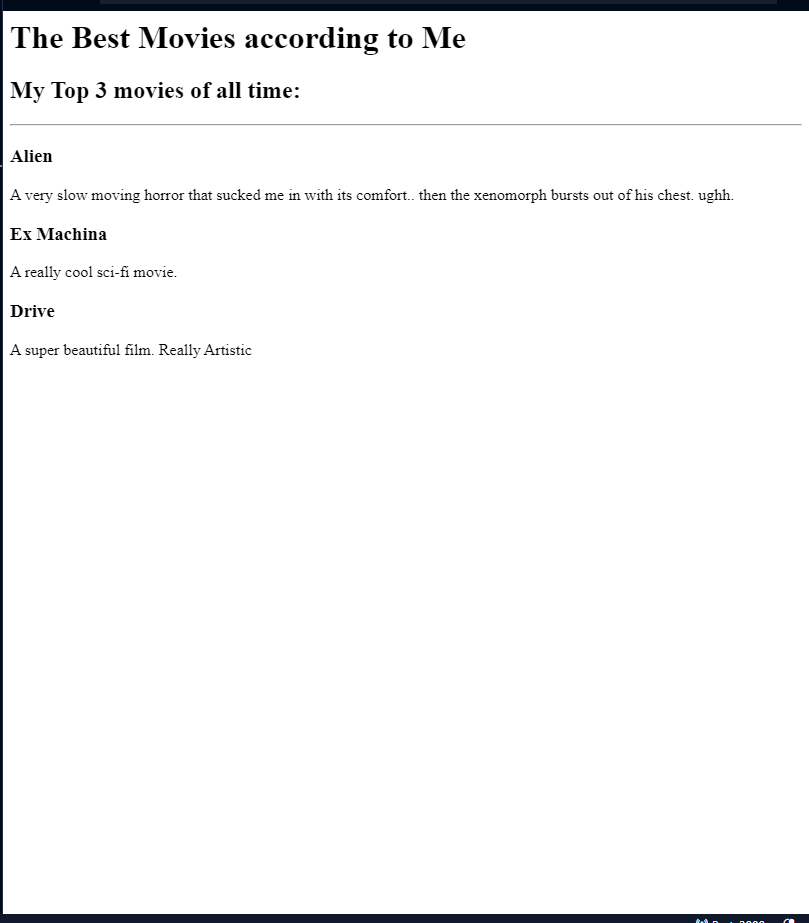 The Best Movies according to Me
My Top 3 movies of all time:
Alien
A very slow moving horror that sucked me in with its comfort.. then the xenomorph bursts out of his chest. ughh.
Ex Machina
A really cool sci-fi movie.
Drive
A super beautiful film. Really Artistic